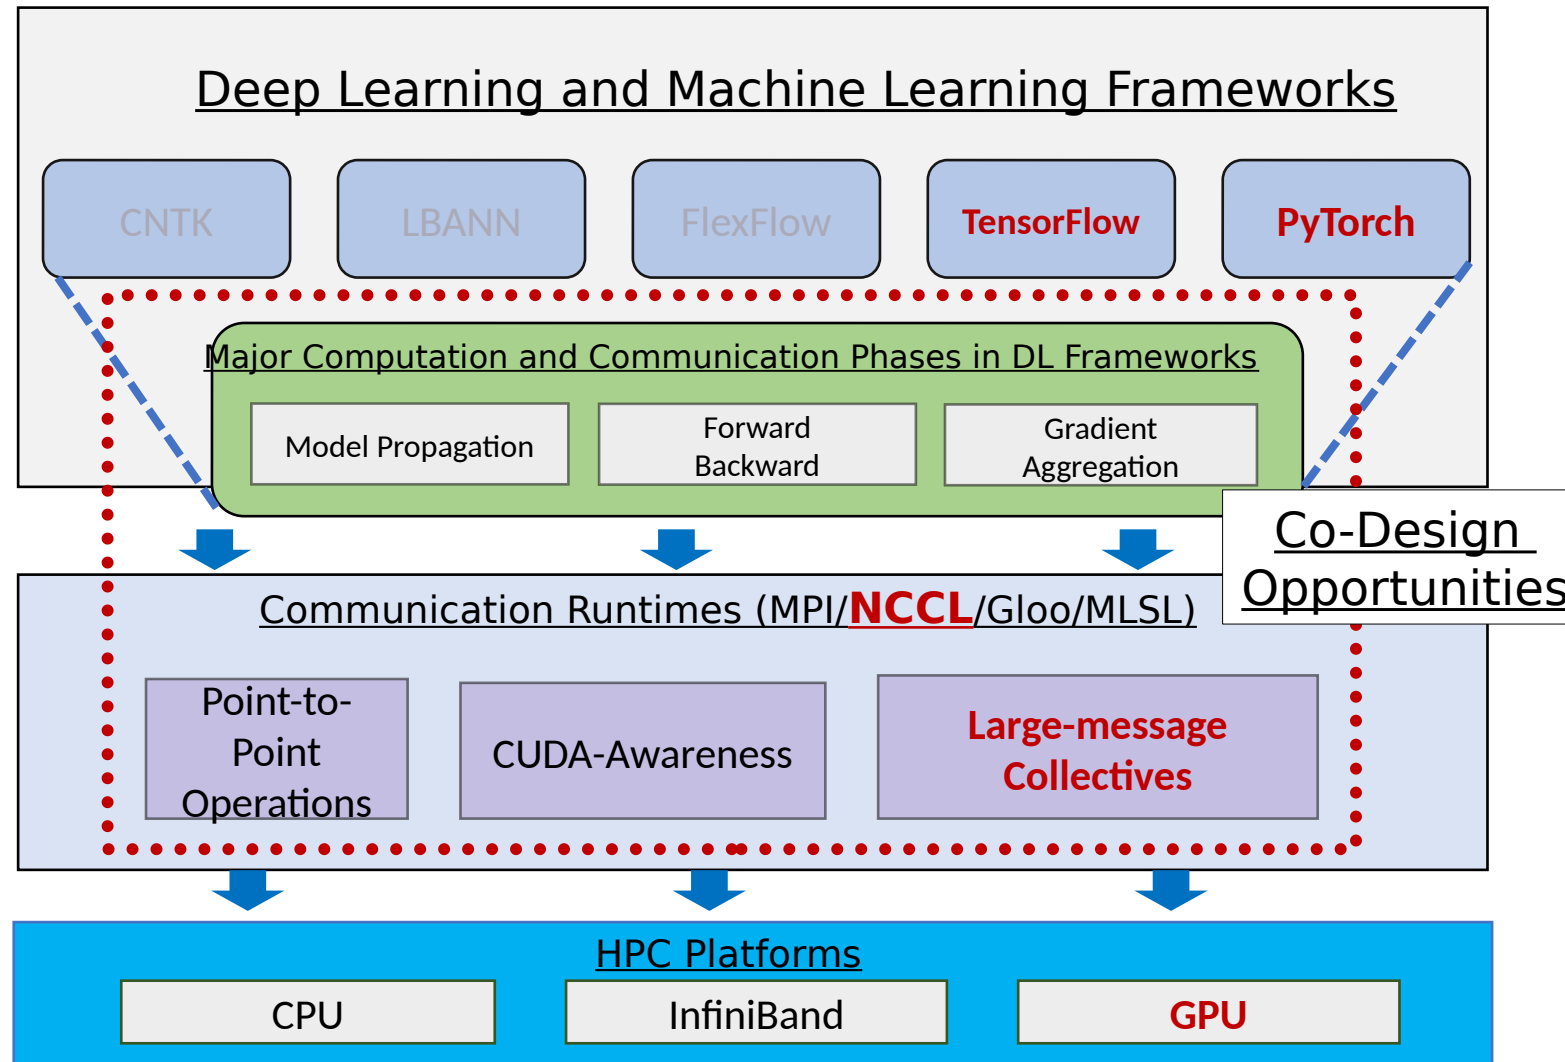 Deep Learning and Machine Learning Frameworks
CNTK
LBANN
FlexFlow
TensorFlow
PyTorch
Major Computation and Communication Phases in DL Frameworks
Model Propagation
Forward
Backward
Gradient
Aggregation
Co-Design
Opportunities
Communication Runtimes (MPI/NCCL/Gloo/MLSL)
Point-to-
Point
Operations
CUDA-Awareness
Large-message
Collectives
HPC Platforms
CPU
InfiniBand
GPU